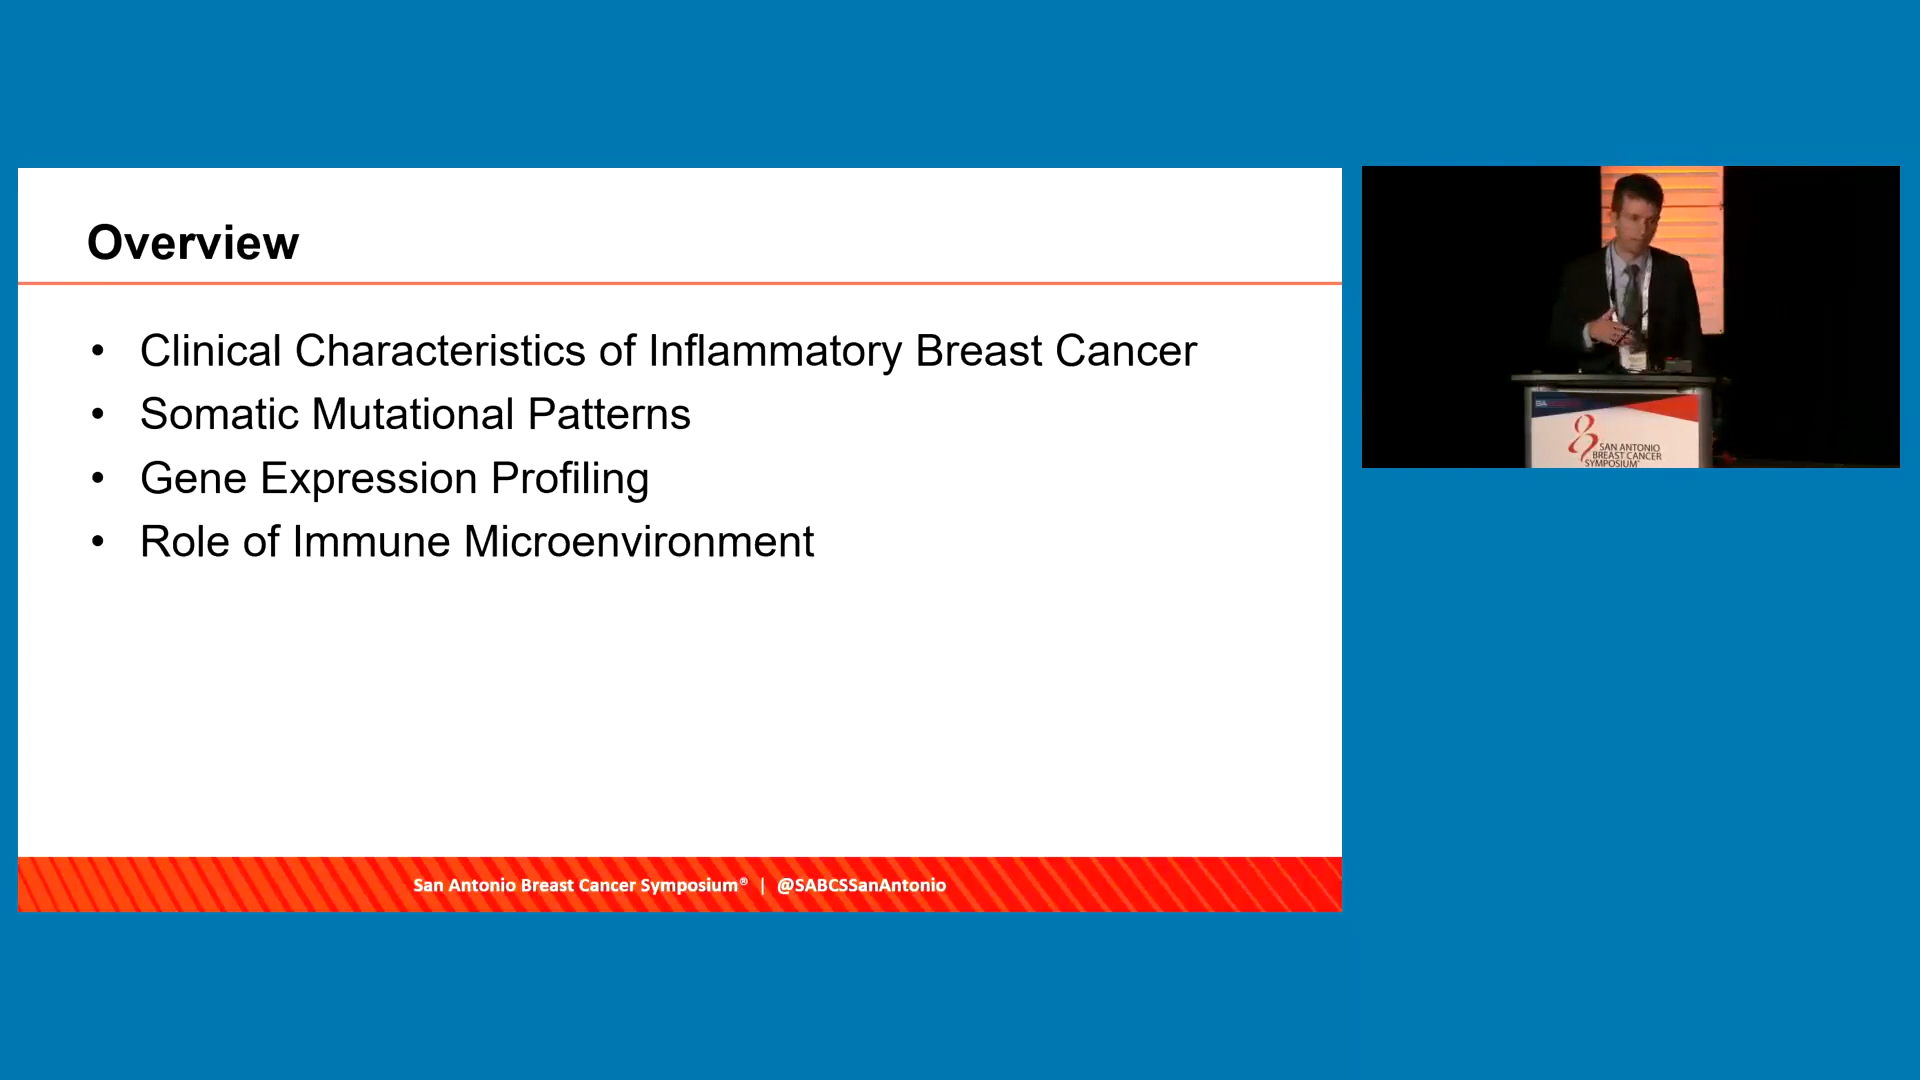 Overview
• Clinical Characteristics of Inflammatory Breast Cancer
• Somatic Mutational Patterns
• Gene Expression Profiling
• Role of Immune Microenvironment
San Antonio Breast Cancer Symposium® | @SABCSSanAntonio
SAN ANTONIO
BREAST CANCER
SYMPOSIUM®